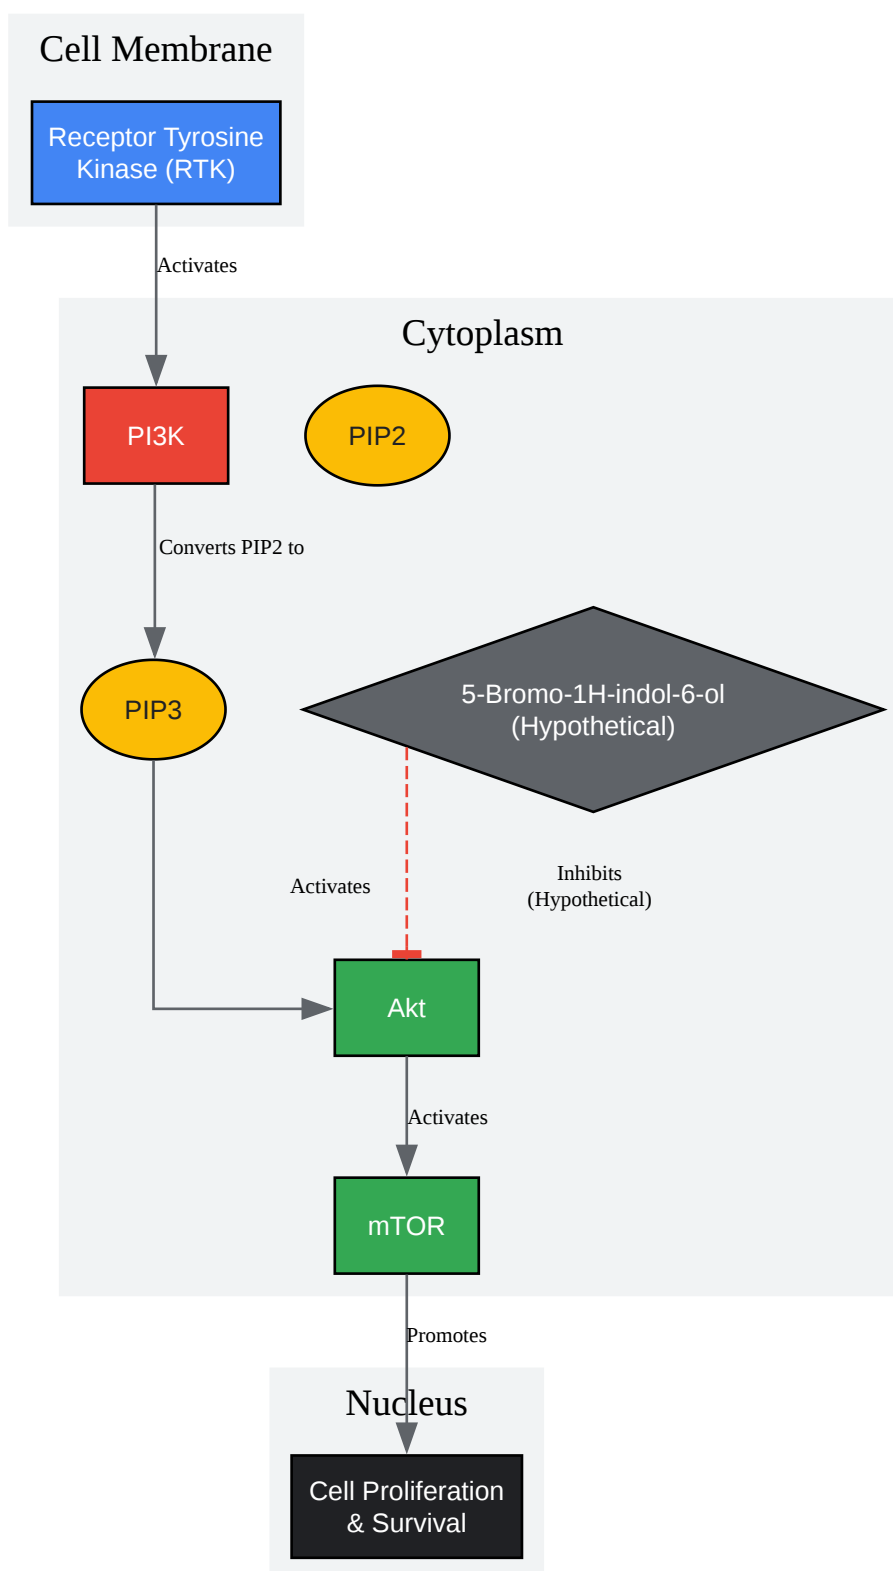 Cell Membrane
Receptor Tyrosine
Kinase (RTK)
Activates
Cytoplasm
PI3K
PIP2
Converts PIP2 to
PIP3
5-Bromo-1H-indol-6-ol
(Hypothetical)
Activates
Inhibits
(Hypothetical)
Akt
Activates
mTOR
Promotes
Nucleus
Cell Proliferation
& Survival